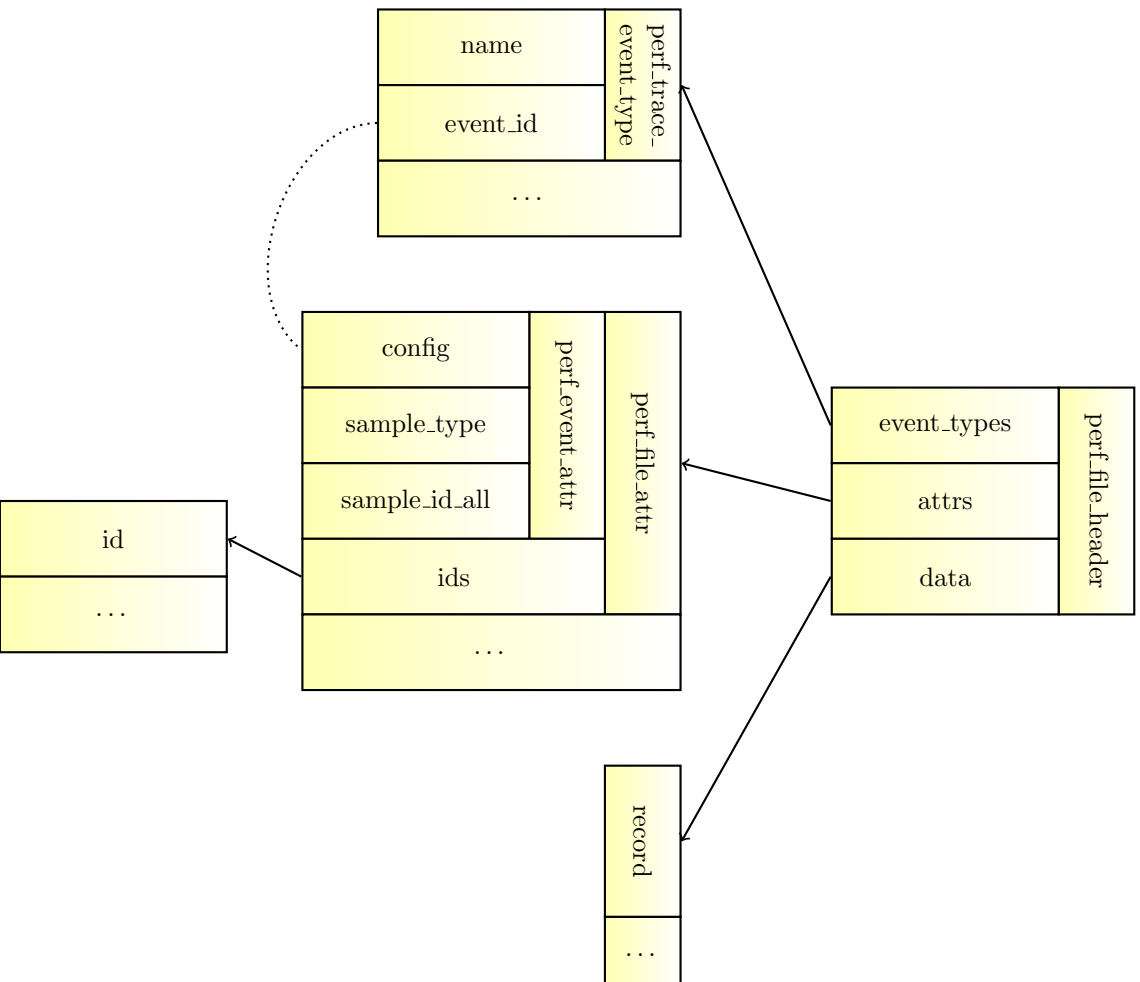 name
event_id
perf_trace_
event_type
...
config
sample_type
sample_id_all
perf_event_attr
perf_file_attr
ids
...
id
...
event_types
attrs
data
perf_file_header
record
...